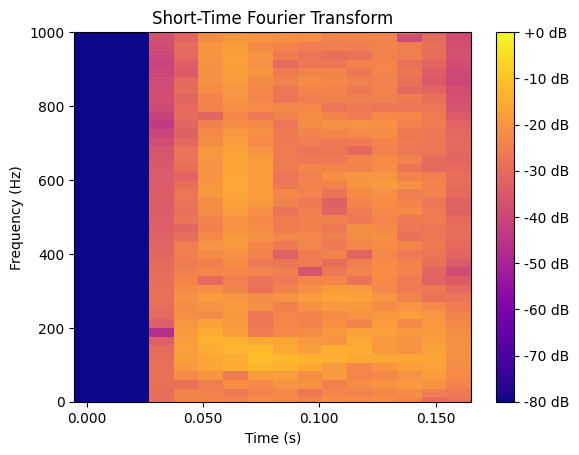 Short-Time Fourier Transform
1000
800
600
400
200
0
Frequency (Hz)
0.000
0.050
0.100
0.150
Time (s)
+0 dB
-10 dB
-20 dB
-30 dB
-40 dB
-50 dB
-60 dB
-70 dB
-80 dB